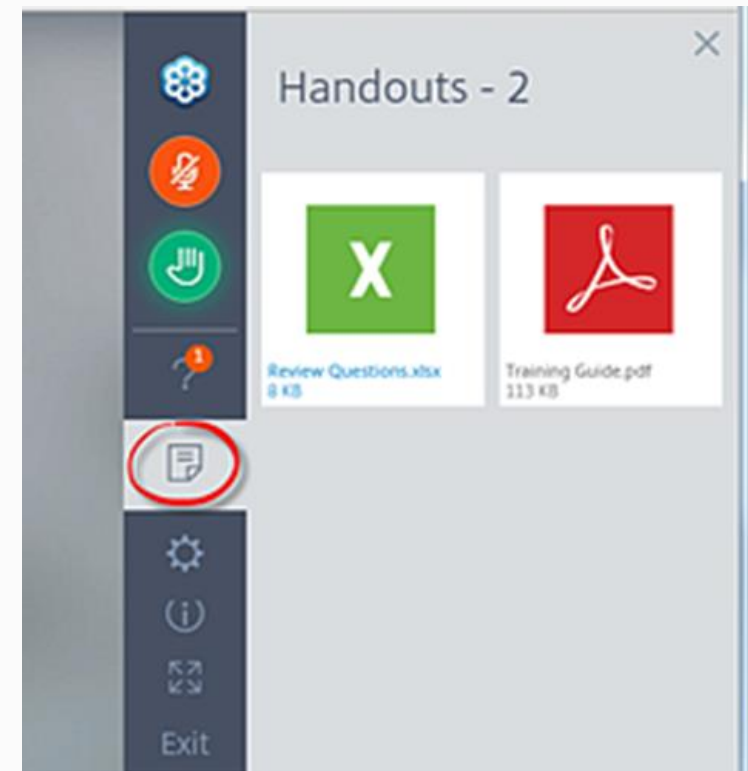 Handouts - 2
X
1
Review Questions.xlsx
8 KB
Training Guide.pdf
113 KB
Exit